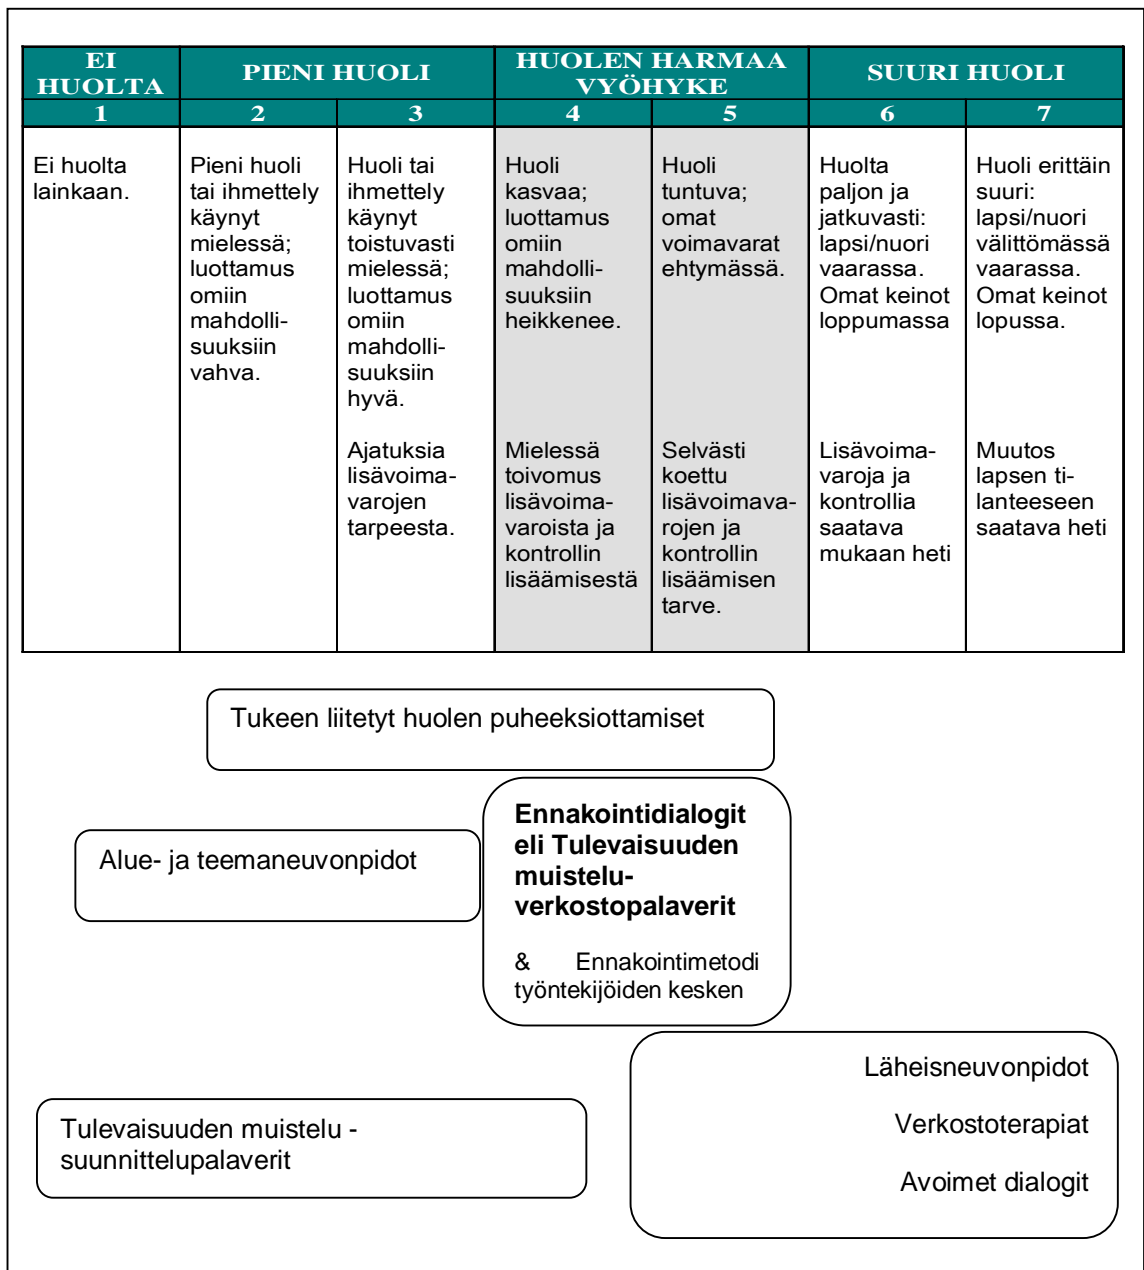 EI HUOLTA
PIENI HUOLI
HUOLEN HARMAA VYÖHYKE
SUURI HUOLI
1
2
3
4
5
6
7
Ei huolta
lainkaan.
Pieni huoli
tai ihmettely
käynyt
mielessä;
luottamus
omiin
mahdolli-
suuksiin
vahva.
Huoli tai
ihmettely
käynyt
toistuvasti
mielessä;
luottamus
omiin
mahdolli-
suuksiin
hyvä.
Ajatuksia
lisävoima-
varojen
tarpeesta.
Huoli
kasvaa;
luottamus
omiin
mahdolli-
suuksiin
heikkenee.
Mielessä
toivomus
lisävoima-
varoista ja
kontrollin
lisäämisestä
Huoli
tuntuva;
omat
voimavarat
ehtymässä.
Selvästi
koettu
lisävoimava-
rojen ja
kontrollin
lisäämisen
tarve.
Huolta
paljon ja
jatkuvasti:
lapsi/nuori
vaarassa.
Omat keinot
loppumassa
Lisävoima-
varoja ja
kontrollia
saatava
mukaan heti
Huoli erittäin
suuri:
lapsi/nuori
välittömässä
vaarassa.
Omat keinot
lopussa.
Muutos
lapsen ti-
lanteeseen
saatava heti
Tukeen liitetyt huolen puheeksiottamiset
Ennakointidialogit
eli Tulevaisuuden
muistelu-
verkostopalaverit
& Ennakointimetodi
työntekijöiden kesken
Alue- ja teemaneuvonpidot
Läheisneuvonpidot
Verkostoterapiat
Avoimet dialogit
Tulevaisuuden muistelu -
suunnittelupalaverit